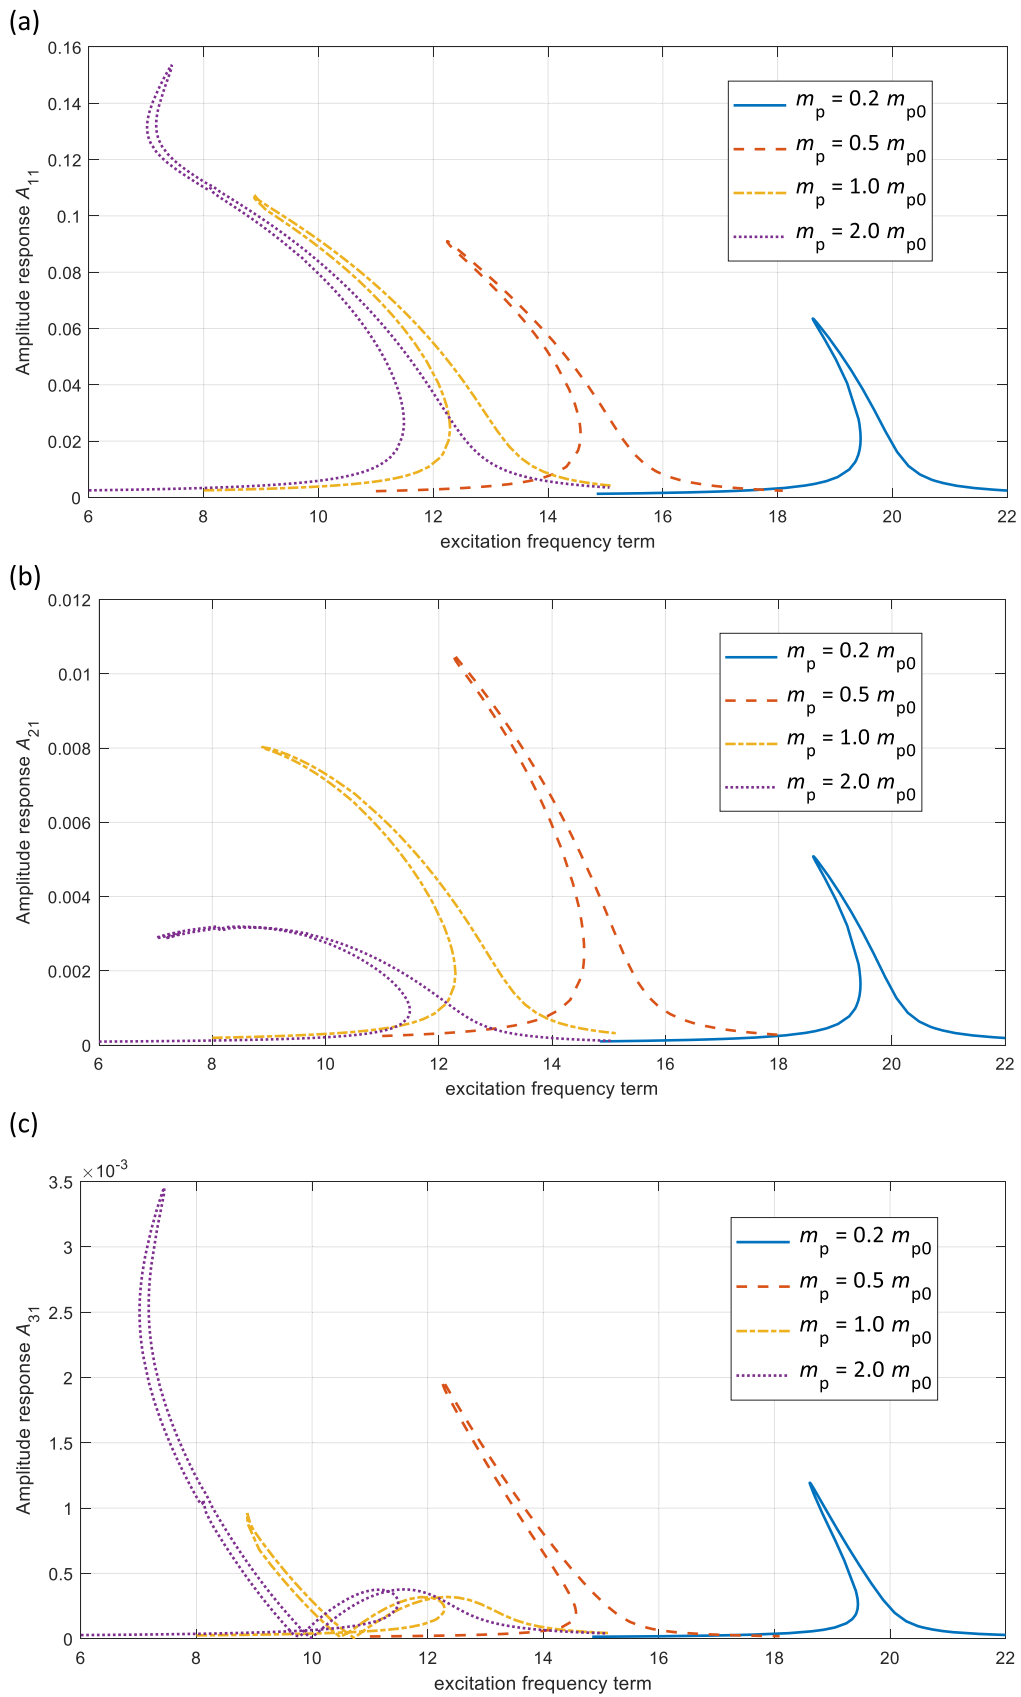 (a)
0.16
0.14
0.12
0.1
0.08
0.06
0.04
0.02
0
Amplitude response A11
6 8 10 12 14 16 18 20 22
excitation frequency term
mp = 0.2 mp0
mp = 0.5 mp0
mp = 1.0 mp0
mp = 2.0 mp0
(b)
0.012
0.01
0.008
0.006
0.004
0.002
0
Amplitude response A21
6 8 10 12 14 16 18 20 22
excitation frequency term
mp = 0.2 mp0
mp = 0.5 mp0
mp = 1.0 mp0
mp = 2.0 mp0
(c)
×10-3
3.5
3
2.5
2
1.5
1
0.5
0
Amplitude response A31
6 8 10 12 14 16 18 20 22
excitation frequency term
mp = 0.2 mp0
mp = 0.5 mp0
mp = 1.0 mp0
mp = 2.0 mp0